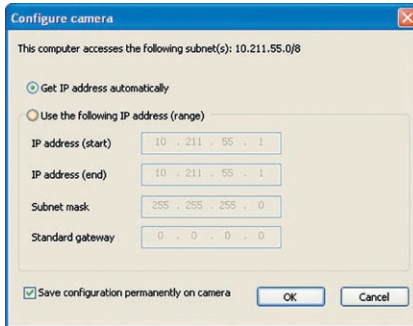 Configure camera
This computer accesses the following subnet(s): 10.211.55.0/8
Get IP address automatically
Use the following IP address (range)
IP address (start) 10 . 211 . 55 . 1
IP address (end) 10 . 211 . 55 . 1
Subnet mask 255 . 255 . 255 . 0
Standard gateway 0 . 0 . 0 . 0
Save configuration permanently on camera OK Cancel